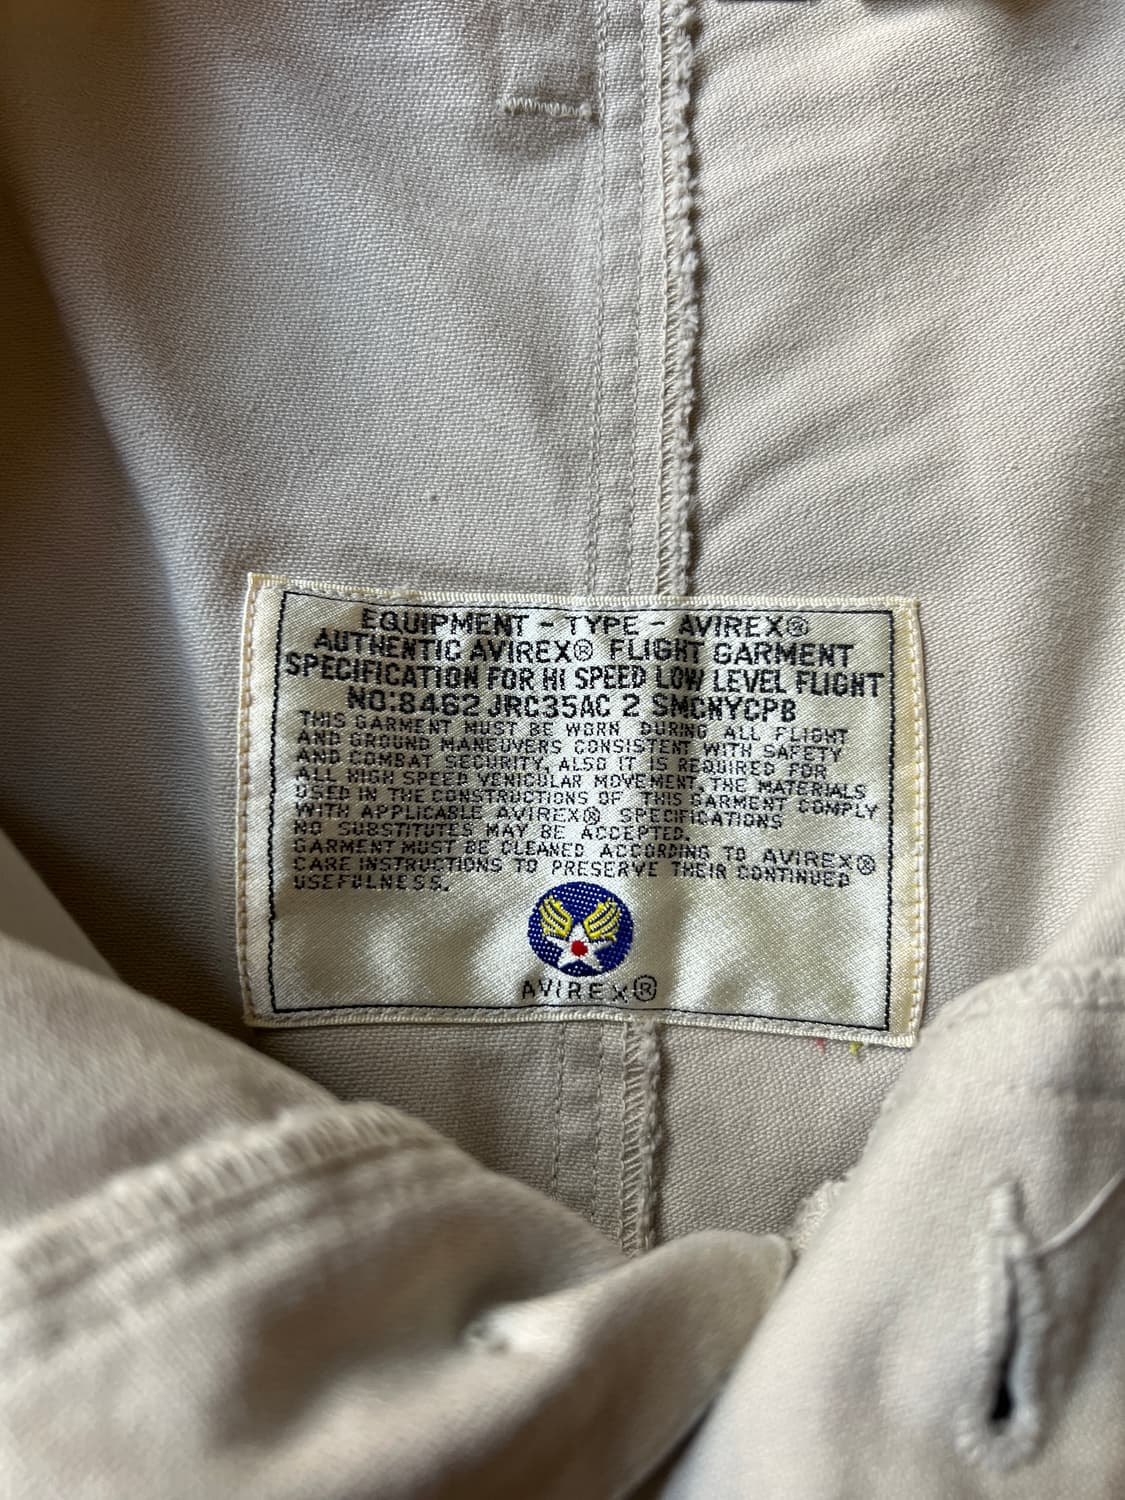 EQUIPMENT - TYPE - AVIREX®
AUTHENTIC AVIREX® FLIGHT GARMENT
SPECIFICATION FOR HI SPEED LOW LEVEL FLIGHT
NO:8462 JRC35AC 2 SMCNYCPB
THIS GARMENT MUST BE WORN DURING ALL FLIGHT
AND GROUND MANEUVERS CONSISTENT WITH SAFETY
AND COMBAT SECURITY, ALSO IT IS REQUIRED FOR
ALL HIGH SPEED VENICULAR MOVEMENT, THE MATERIALS
USED IN THE CONSTRUCTIONS OF THIS GARMENT COMPLY
WITH APPLICABLE AVIREX® SPECIFICATIONS
NO SUBSTITUTES MAY BE ACCEPTED.
GARMENT MUST BE CLEANED ACCORDING TO AVIREX®
CARE INSTRUCTIONS TO PRESERVE THEIR CONTINUED
USEFULNESS.
AVIREX®